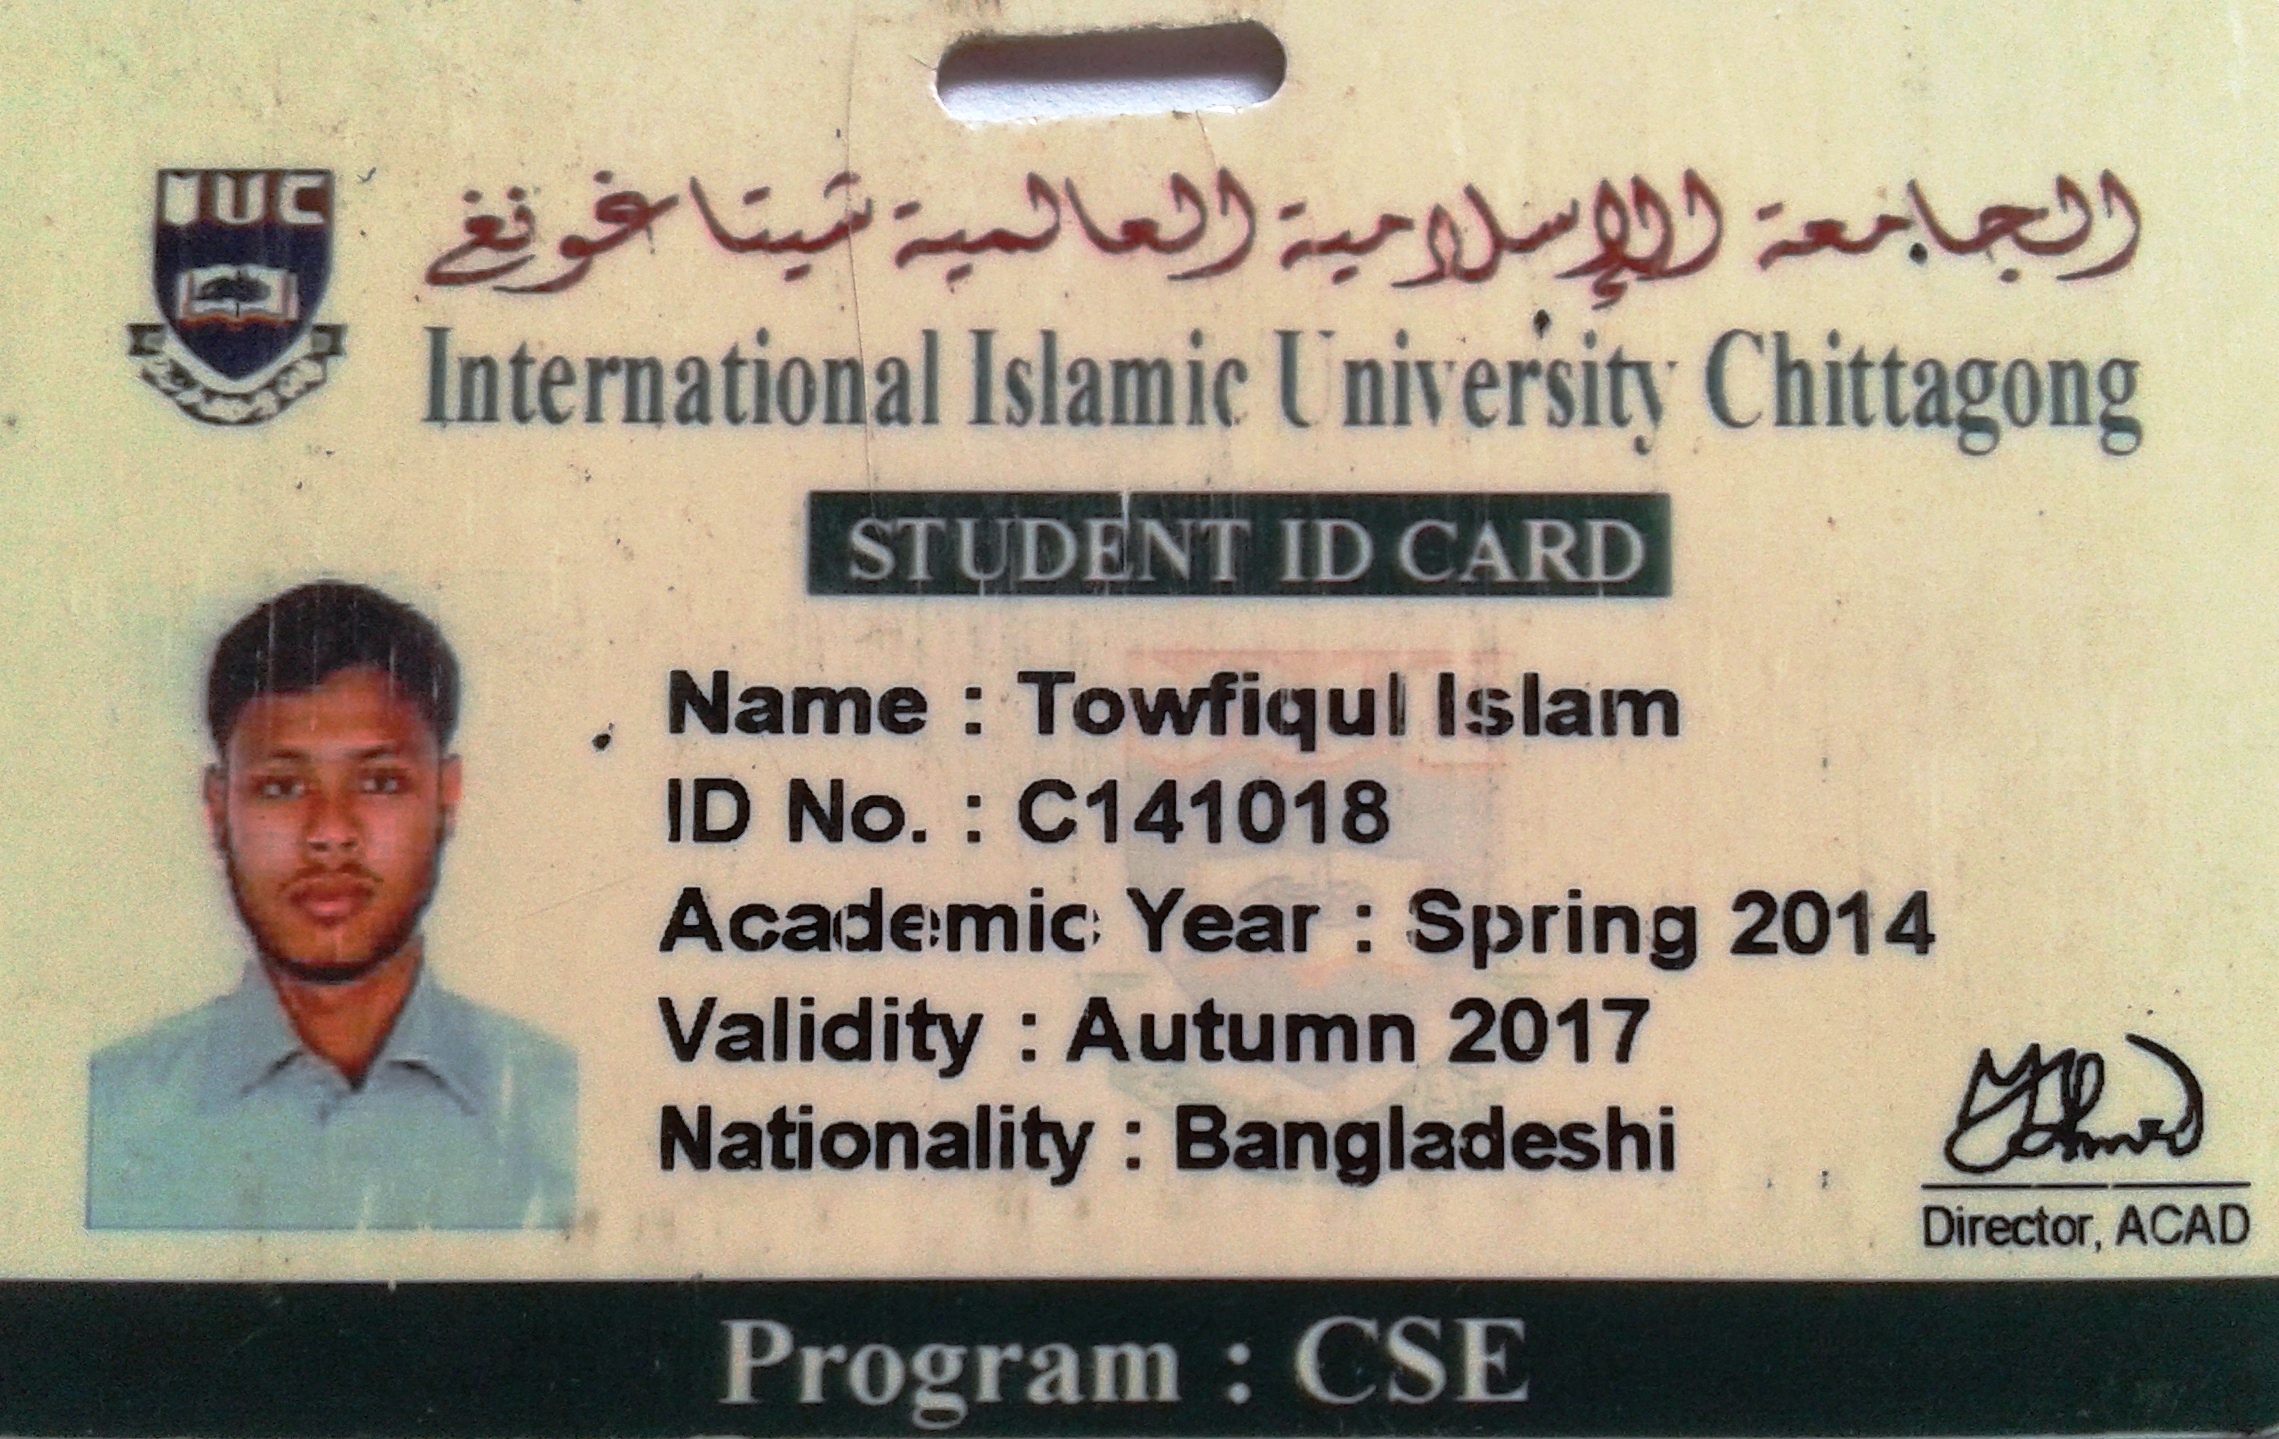 IIUC
الجامعة الإسلامية العالمية شيتاغونغ
International Islamic University Chittagong
STUDENT ID CARD
Name : Towfiqul Islam
ID No. : C141018
Academic Year : Spring 2014
Validity : Autumn 2017
Nationality : Bangladeshi
Director, ACAD
Program : CSE